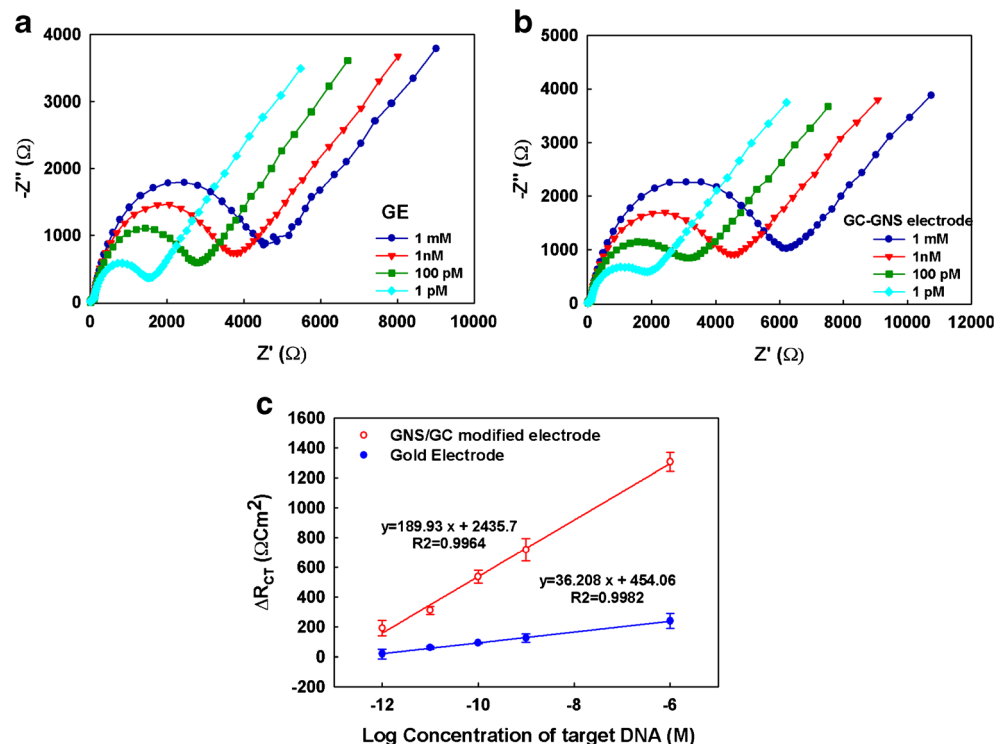 a
4000
3000
2000
1000
0
-Z'' (Ω)
GE
1 mM
1nM
100 pM
1 pM
0 2000 4000 6000 8000 10000
Z' (Ω)
b
5000
4000
3000
2000
1000
0
-Z'' (Ω)
GC-GNS electrode
1 mM
1nM
100 pM
1 pM
0 2000 4000 6000 8000 10000 12000
Z' (Ω)
c
1600
1400
1200
1000
800
600
400
200
0
-200
ΔRCT (ΩCm²)
GNS/GC modified electrode
Gold Electrode
y=189.93 x + 2435.7
R2=0.9964
y=36.208 x + 454.06
R2=0.9982
-12 -11 -10 -9 -8 -7 -6
Log Concentration of target DNA (M)